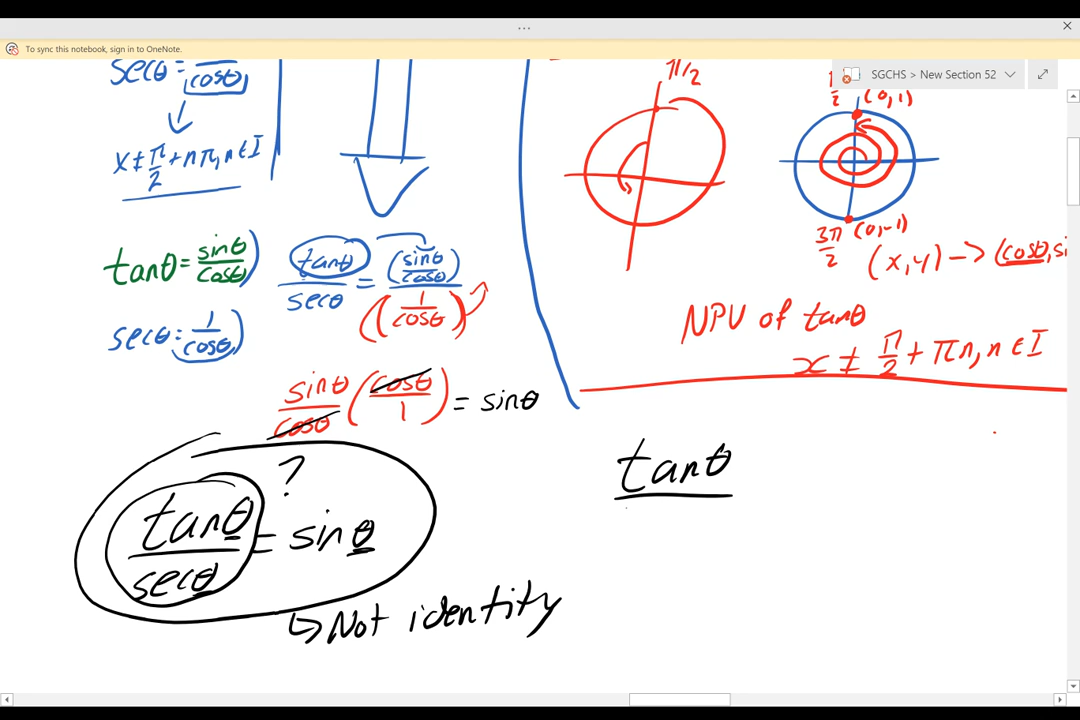 To sync this notebook, sign in to OneNote.
SGCHS > New Section 52
secθ = /cosθ
x ≠ π/2 + nπ, n ∈ I
tanθ = sinθ/cosθ
secθ = 1/cosθ
tanθ/secθ = (sinθ/cosθ)/(1/cosθ)
sinθ/cosθ (cosθ/1) = sinθ
?
tanθ/secθ = sinθ
↳ Not identity
π/2
π/2 (0,1)
3π/2 (0,-1)
(x,y) -> (cosθ, si
NPV of tanθ
x ≠ π/2 + πn, n ∈ I
tanθ